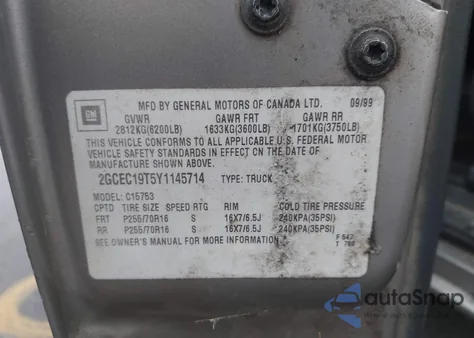 MFD BY GENERAL MOTORS OF CANADA LTD. 09/99
GM GVWR GAWR FRT GAWR RR
2812KG(6200LB) 1633KG(3600LB) 1701KG(3750LB)
THIS VEHICLE CONFORMS TO ALL APPLICABLE U.S. FEDERAL MOTOR
VEHICLE SAFETY STANDARDS IN EFFECT ON THE DATE OF
MANUFACTURE SHOWN ABOVE.
2GCEC19T5Y1145714 TYPE: TRUCK
MODEL: C15753
CPTD TIRE SIZE SPEED RTG RIM COLD TIRE PRESSURE
FRT P255/70R16 S 16X7/6.5J 240KPA(35PSI)
RR P255/70R16 S 16X7/6.5J 240KPA(35PSI)
SEE OWNER'S MANUAL FOR MORE INFORMATION F 547
T
autoSnap